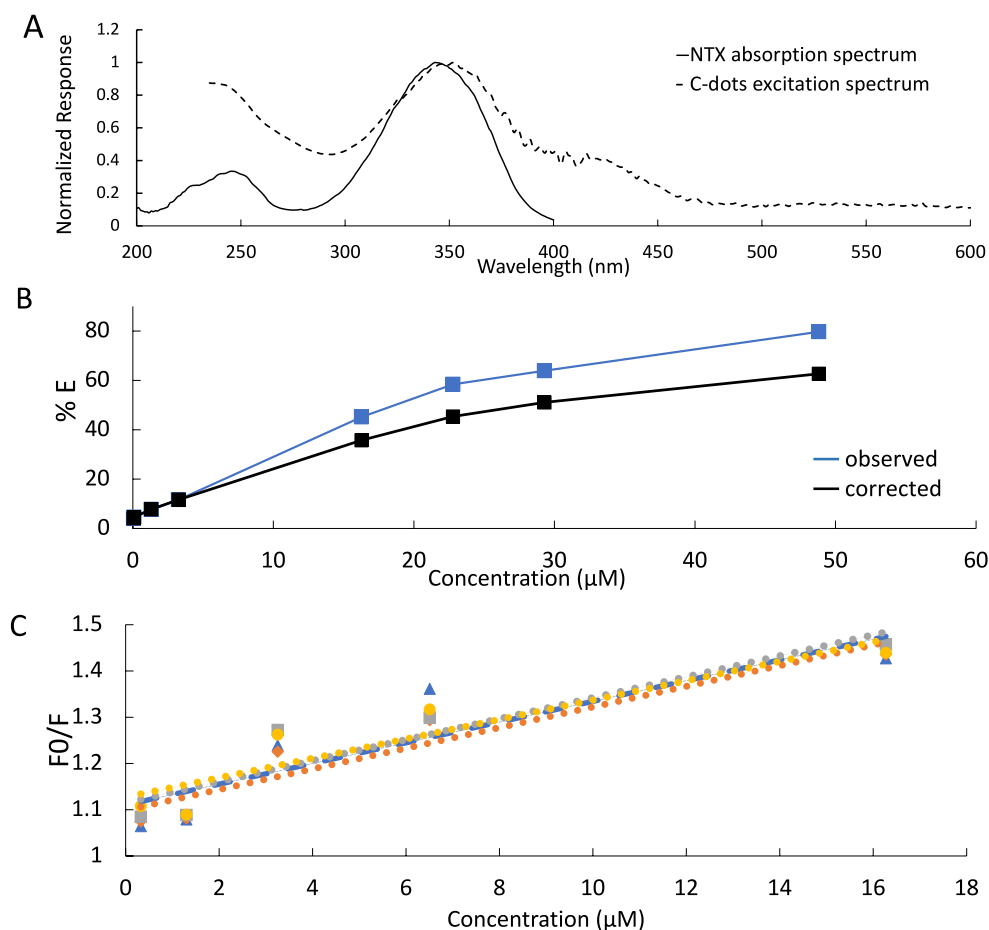 A
1.2
1
0.8
0.6
0.4
0.2
0
Normalized Response
NTX absorption spectrum
C-dots excitation spectrum
200 250 300 350 400 450 500 550 600
Wavelength (nm)
B
80
60
40
20
0
% E
observed
corrected
0 10 20 30 40 50 60
Concentration (μM)
C
1.5
1.4
1.3
1.2
1.1
1
F0/F
0 2 4 6 8 10 12 14 16 18
Concentration (μM)